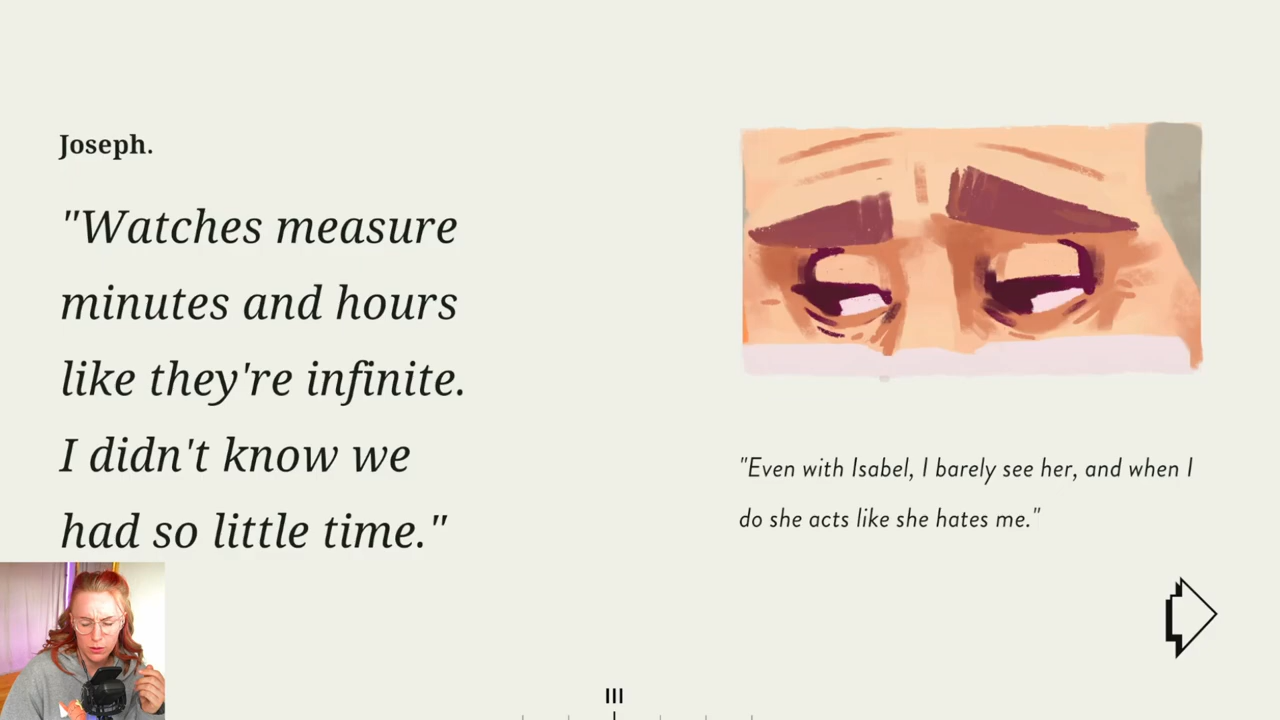 Joseph.
"Watches measure
minutes and hours
like they're infinite.
I didn't know we
had so little time."
"Even with Isabel, I barely see her, and when I
do she acts like she hates me."
III